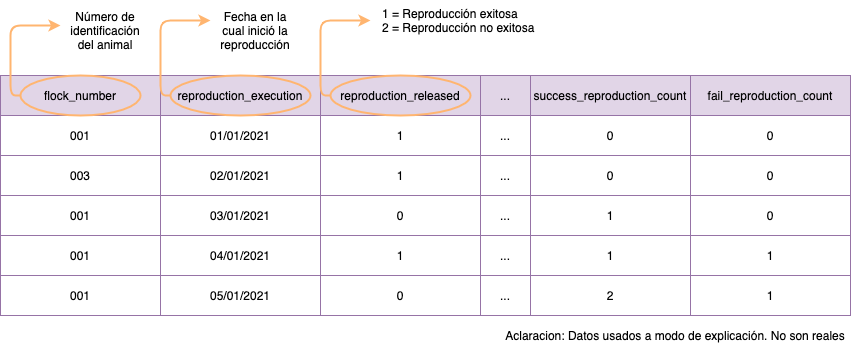 Número de
identificación
del animal
Fecha en la
cual inició la
reproducción
1 = Reproducción exitosa
2 = Reproducción no exitosa
flock_number reproduction_execution reproduction_released ... success_reproduction_count fail_reproduction_count
001 01/01/2021 1 ... 0 0
003 02/01/2021 1 ... 0 0
001 03/01/2021 0 ... 1 0
001 04/01/2021 1 ... 1 1
001 05/01/2021 0 ... 2 1
Aclaracion: Datos usados a modo de explicación. No son reales